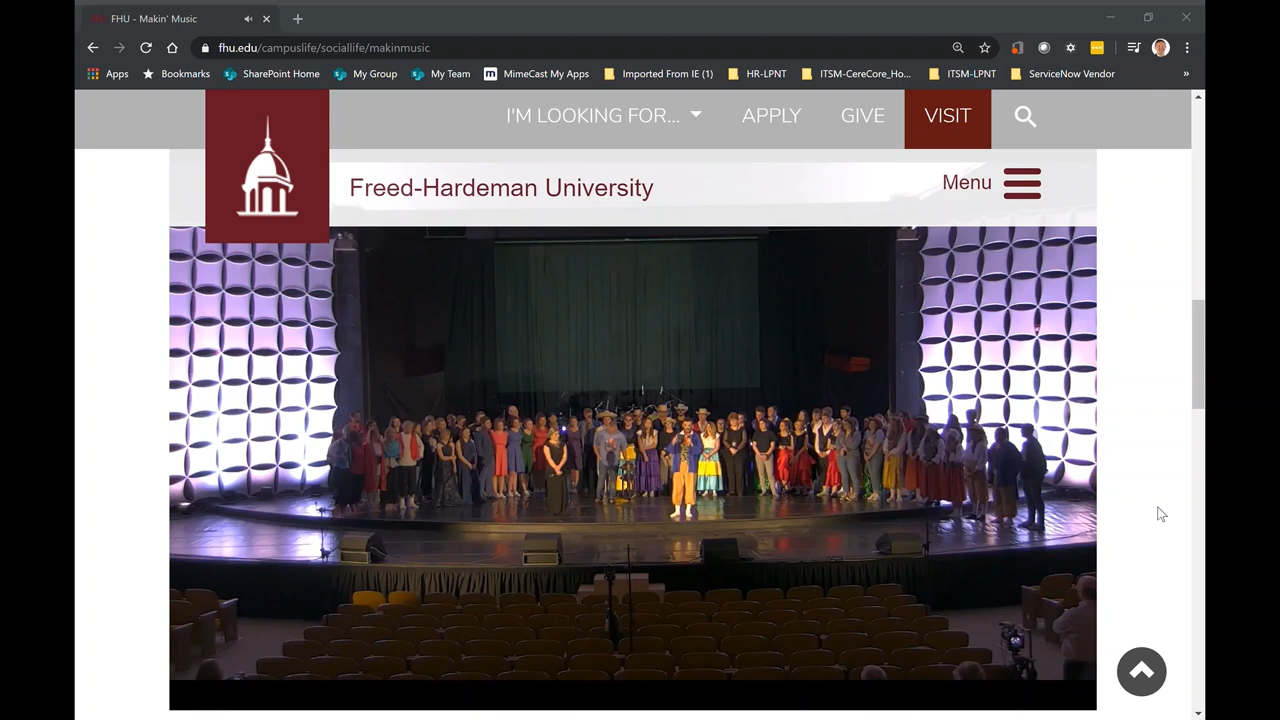 FHU - Makin' Music
fhu.edu/campuslife/sociallife/makinmusic
Apps Bookmarks SharePoint Home My Group My Team m MimeCast My Apps Imported From IE (1) HR-LPNT ITSM-CereCore_Ho... ITSM-LPNT ServiceNow Vendor »
I'M LOOKING FOR... APPLY GIVE VISIT
Freed-Hardeman University
Menu